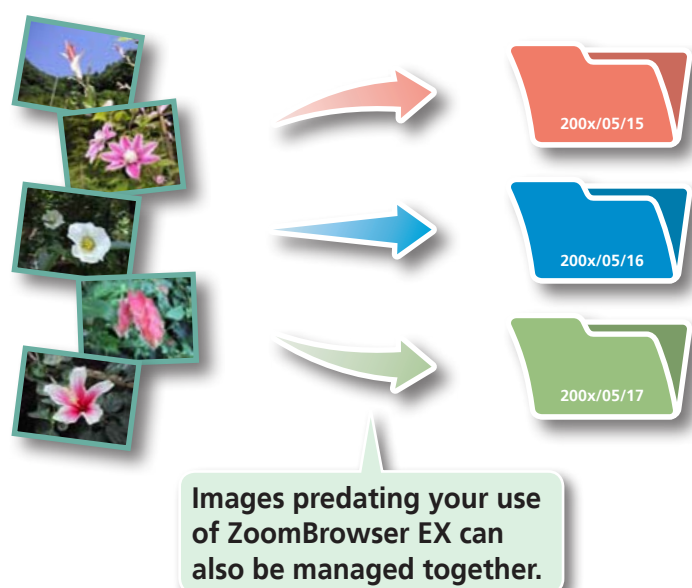 200x/05/15
200x/05/16
200x/05/17
Images predating your use
of ZoomBrowser EX can
also be managed together.